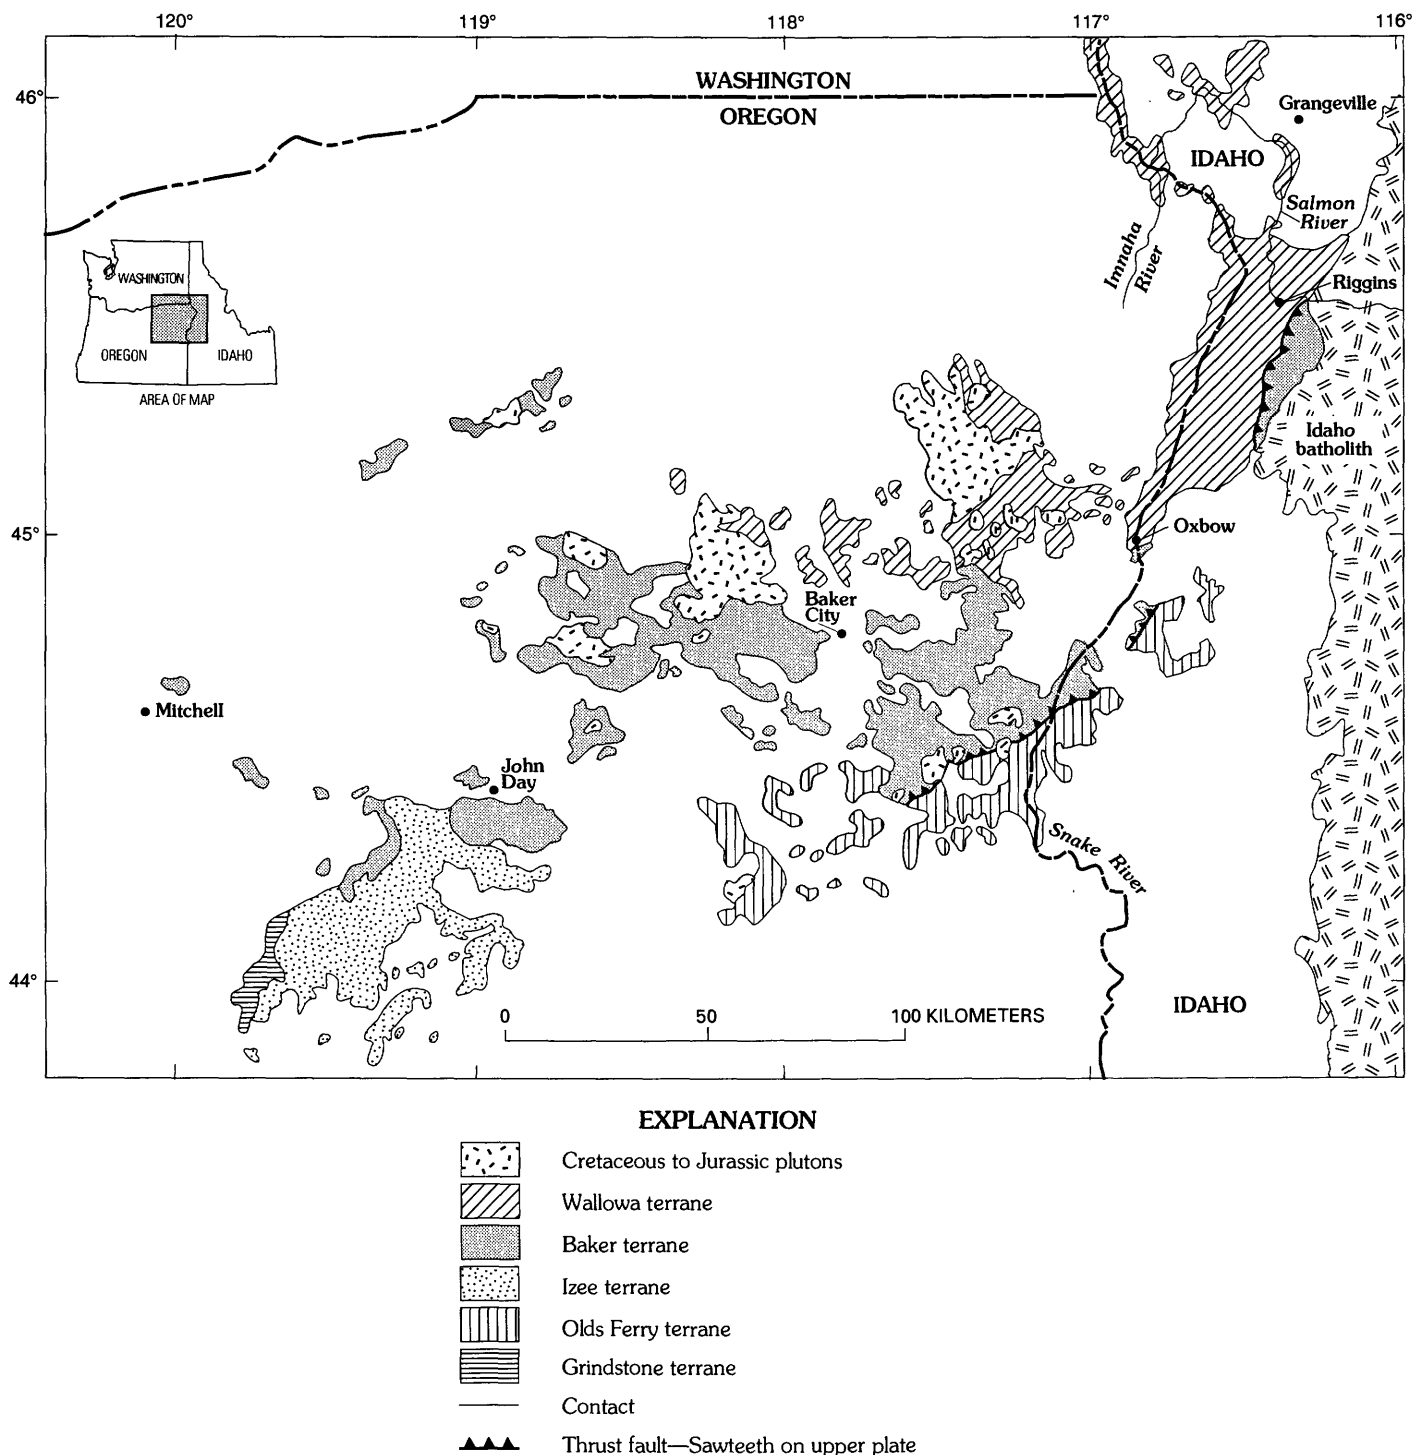 120° 119° 118° 117° 116°
46°
WASHINGTON
OREGON
Grangeville
IDAHO
Salmon
River
Imnaha
River
Riggins
WASHINGTON
OREGON
IDAHO
AREA OF MAP
Idaho
batholith
45°
Oxbow
Baker
City
Mitchell
John
Day
Snake River
44°
IDAHO
0 50 100 KILOMETERS
EXPLANATION
Cretaceous to Jurassic plutons
Wallowa terrane
Baker terrane
Izee terrane
Olds Ferry terrane
Grindstone terrane
Contact
Thrust fault—Sawteeth on upper plate